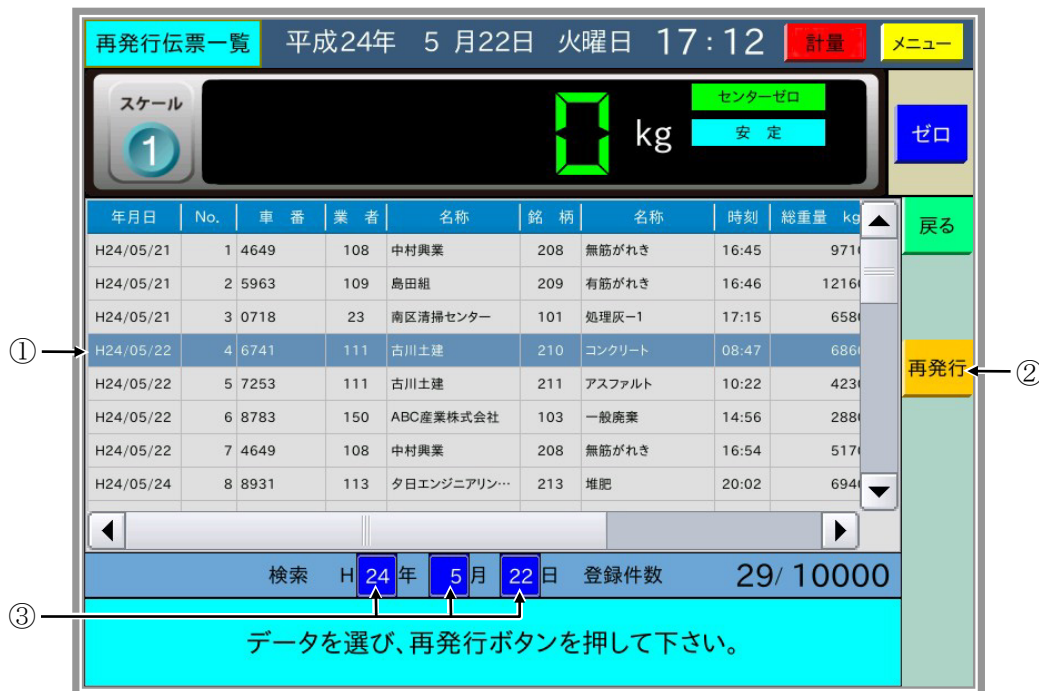 再発行伝票一覧 平成24年 5月22日 火曜日 17:12 計量 メニュー
スケール
1
0 kg
センターゼロ
安 定
ゼロ
年月日 No. 車 番 業 者 名称 銘 柄 名称 時刻 総重量 kg
戻る
H24/05/21 1 4649 108 中村興業 208 無筋がれき 16:45 971
H24/05/21 2 5963 109 島田組 209 有筋がれき 16:46 1216
H24/05/21 3 0718 23 南区清掃センター 101 処理灰ー1 17:15 658
① H24/05/22 4 6741 111 古川土建 210 コンクリート 08:47 686
再発行 ②
H24/05/22 5 7253 111 古川土建 211 アスファルト 10:22 423
H24/05/22 6 8783 150 ABC産業株式会社 103 一般廃棄 14:56 288
H24/05/22 7 4649 108 中村興業 208 無筋がれき 16:54 517
H24/05/24 8 8931 113 夕日エンジニアリン… 213 堆肥 20:02 694
検索 H 24 年 5 月 22 日 登録件数 29/ 10000
③
データを選び、再発行ボタンを押して下さい。